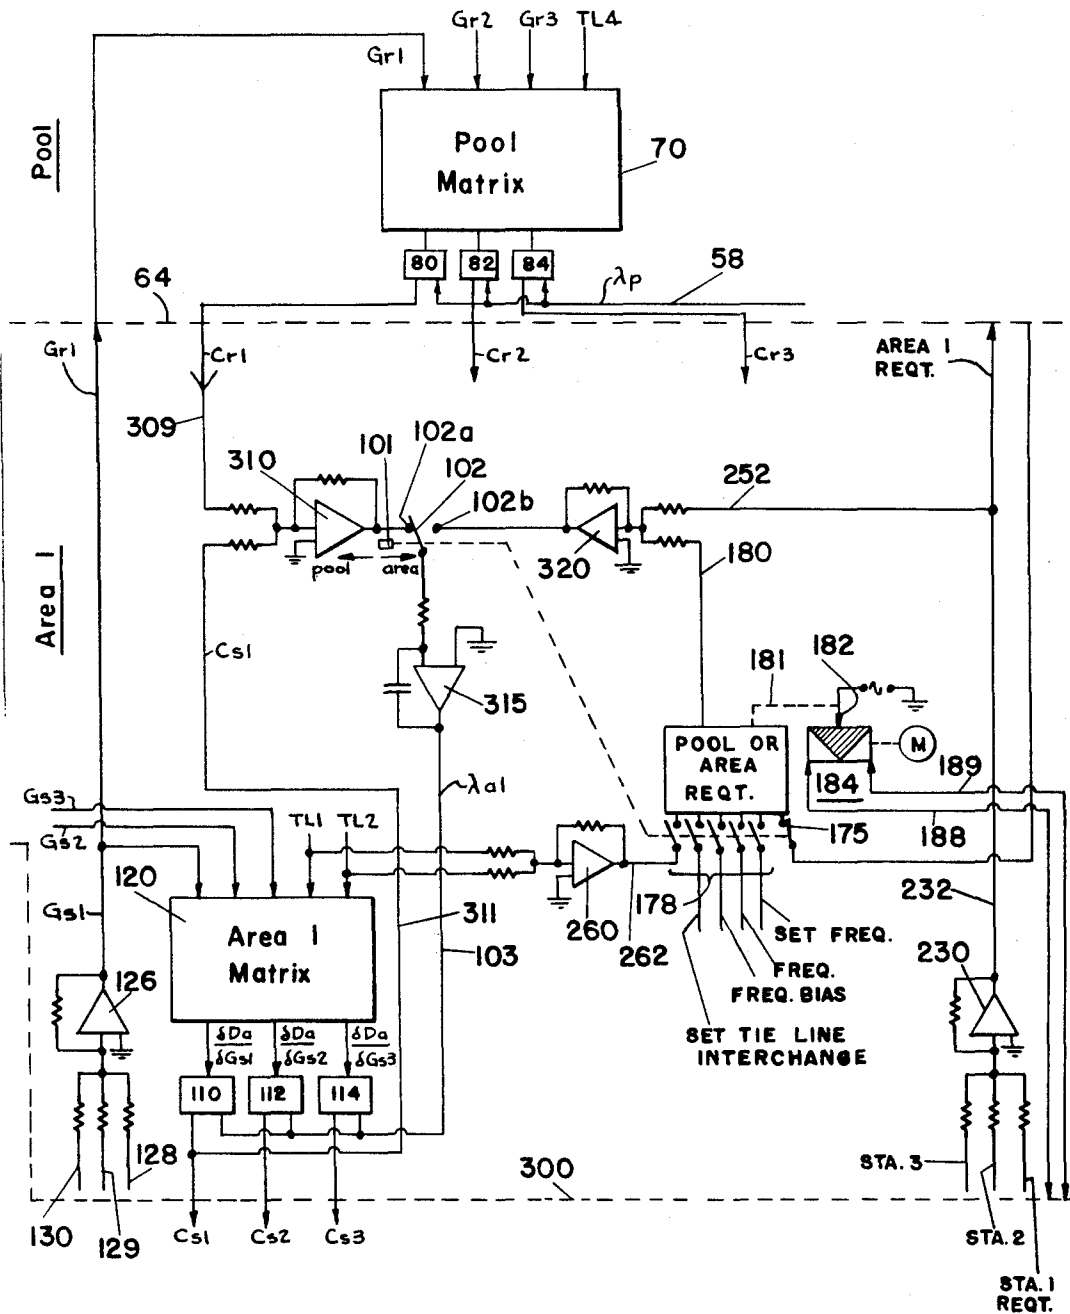 Gr2
Gr3
TL4
Gr1
Pool
Pool
Matrix
70
80
82
84
58
λp
64
Gr1
Cr1
Cr2
Cr3
AREA 1
REQT.
309
310
101
102a
102
102b
252
pool
area
320
180
Area 1
Cs1
315
181
182
POOL OR
AREA
REQT.
M
184
189
188
λa1
Gs3
Gs2
TL1
TL2
175
120
178
232
Gs1
Area 1
Matrix
311
103
260
262
SET FREQ.
FREQ.
FREQ. BIAS
SET TIE LINE
INTERCHANGE
230
126
δDa
δGs1
δDa
δGs2
δDa
δGs3
110
112
114
128
300
STA. 3
130
129
Cs1
Cs2
Cs3
STA. 2
STA. 1
REQT.